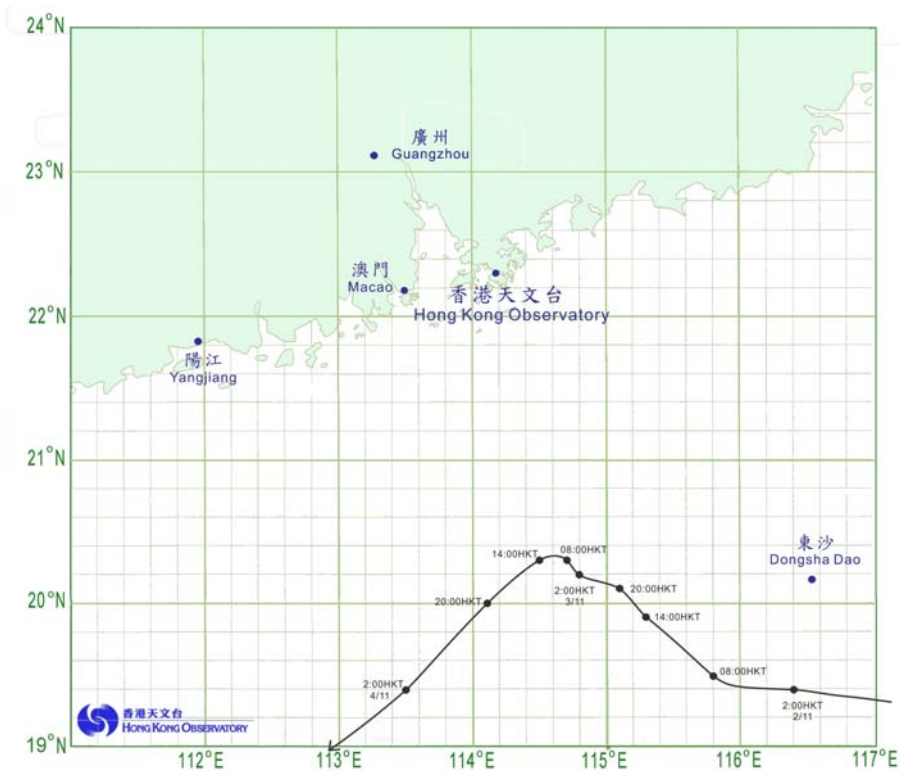 24°N
廣州
Guangzhou
23°N
澳門
Macao
香港天文台
Hong Kong Observatory
22°N
陽江
Yangjiang
21°N
東沙
Dongsha Dao
14:00HKT
08:00HKT
2:00HKT
3/11
20:00HKT
20:00HKT
20°N
14:00HKT
08:00HKT
2:00HKT
4/11
2:00HKT
2/11
香港天文台
HONG KONG OBSERVATORY
19°N
112°E
113°E
114°E
115°E
116°E
117°E